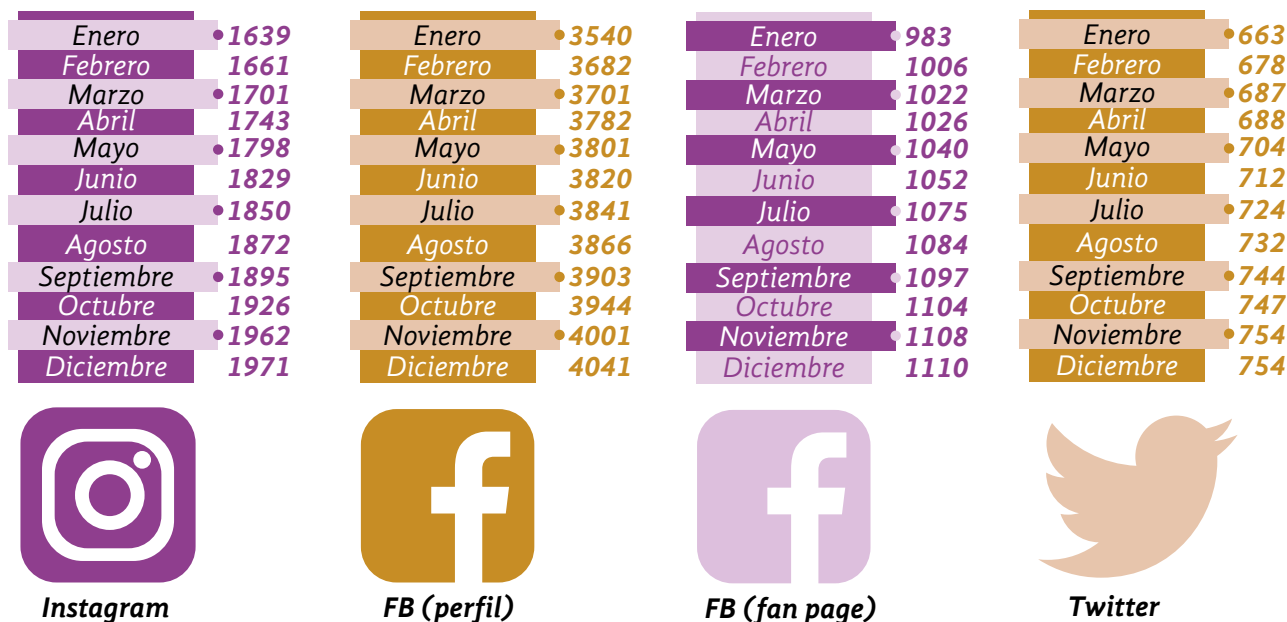 Enero 1639
Febrero 1661
Marzo 1701
Abril 1743
Mayo 1798
Junio 1829
Julio 1850
Agosto 1872
Septiembre 1895
Octubre 1926
Noviembre 1962
Diciembre 1971
Instagram
Enero 3540
Febrero 3682
Marzo 3701
Abril 3782
Mayo 3801
Junio 3820
Julio 3841
Agosto 3866
Septiembre 3903
Octubre 3944
Noviembre 4001
Diciembre 4041
FB (perfil)
Enero 983
Febrero 1006
Marzo 1022
Abril 1026
Mayo 1040
Junio 1052
Julio 1075
Agosto 1084
Septiembre 1097
Octubre 1104
Noviembre 1108
Diciembre 1110
FB (fan page)
Enero 663
Febrero 678
Marzo 687
Abril 688
Mayo 704
Junio 712
Julio 724
Agosto 732
Septiembre 744
Octubre 747
Noviembre 754
Diciembre 754
Twitter